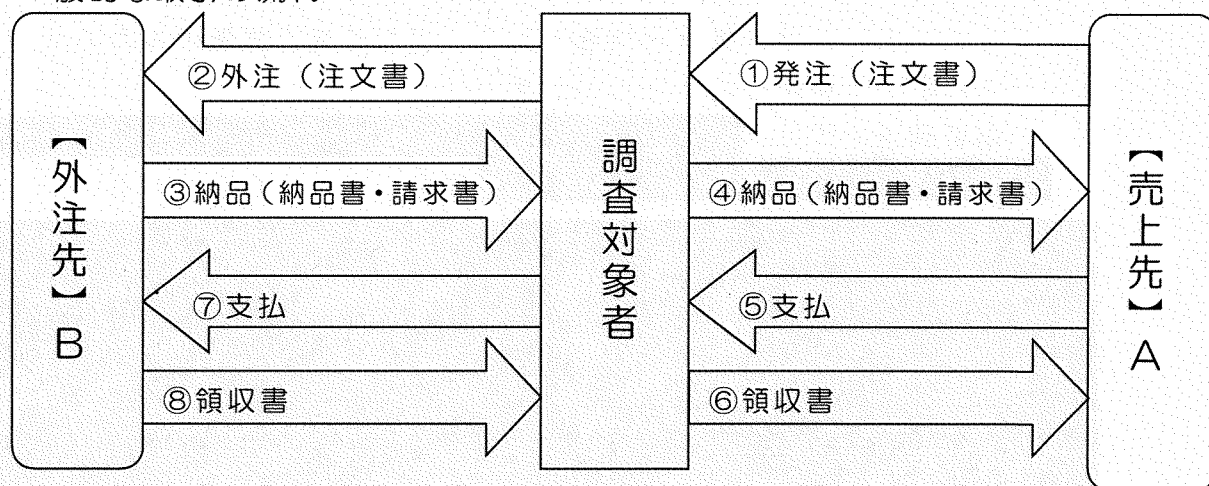 ②外注（注文書）
①発注（注文書）
③納品（納品書・請求書）
④納品（納品書・請求書）
⑦支払
⑤支払
⑧領収書
⑥領収書
【外注先】B
調査対象者
【売上先】A